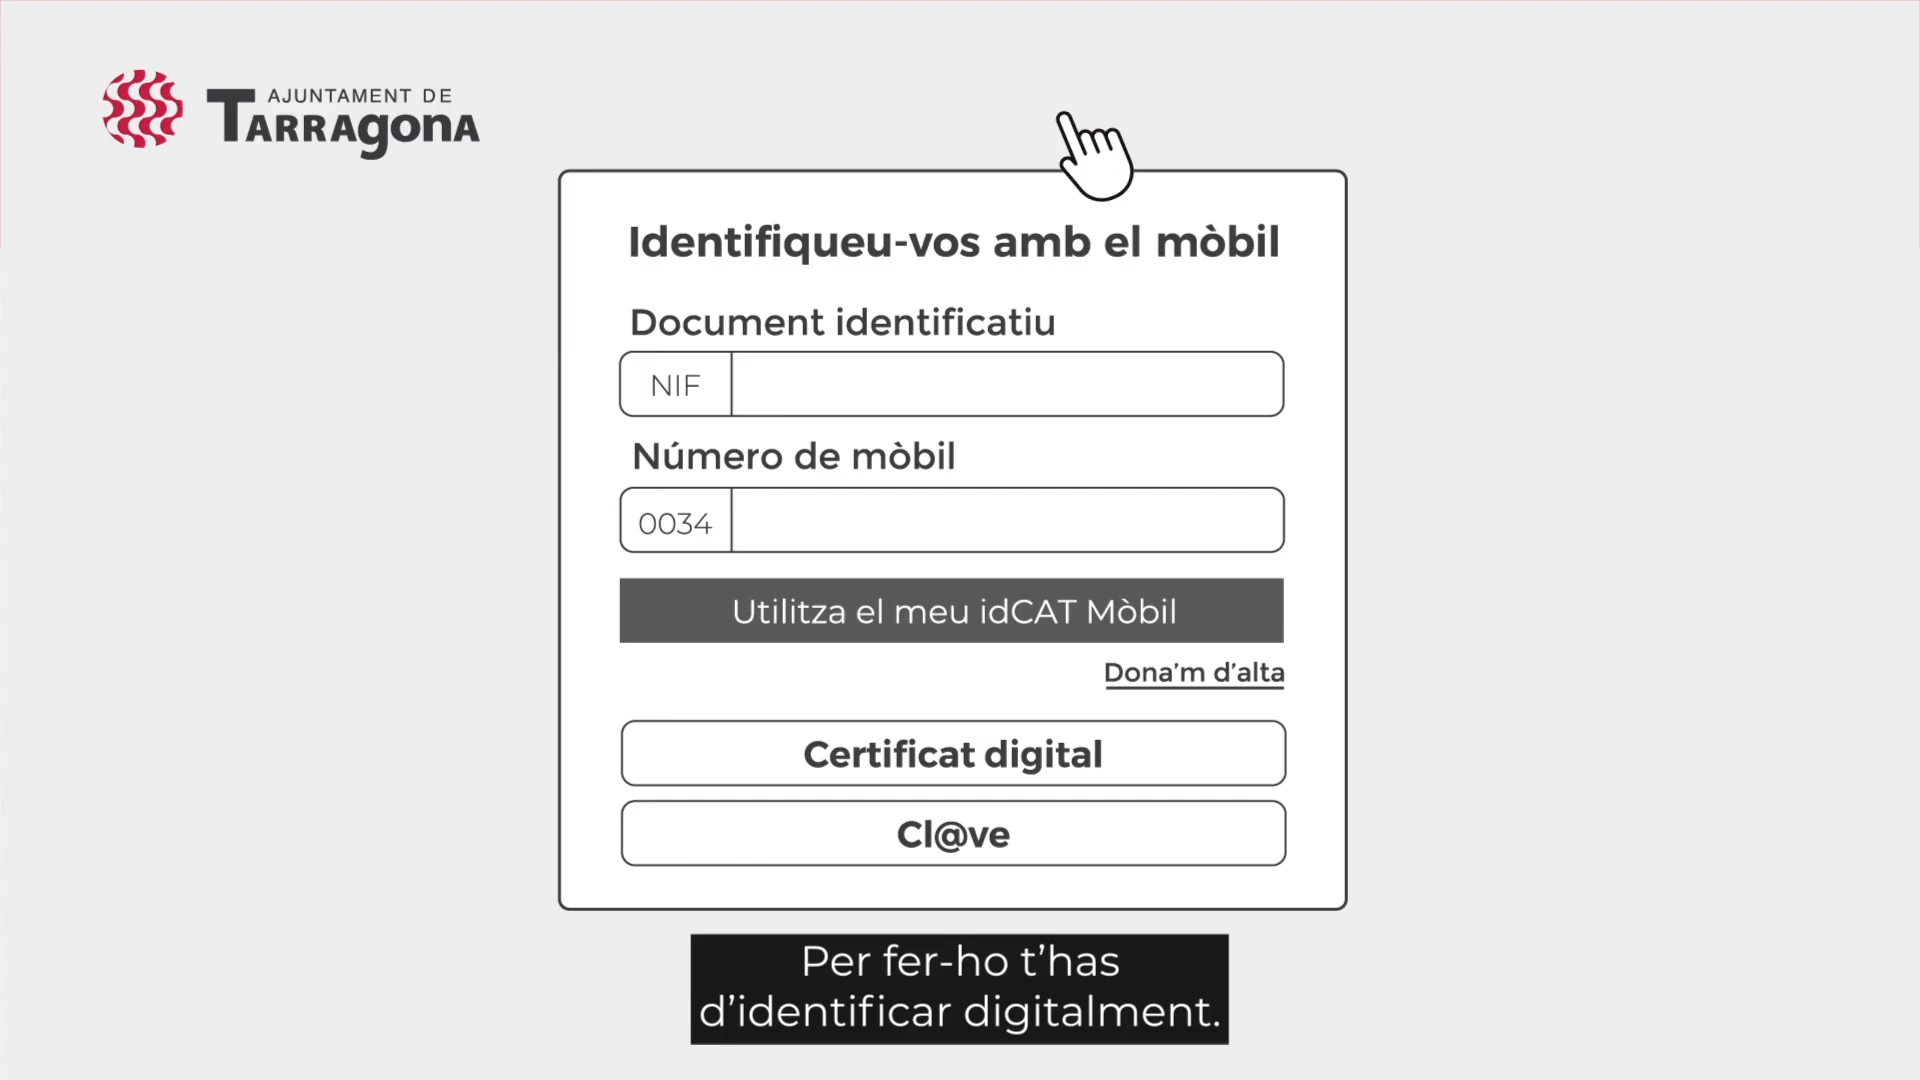 AJUNTAMENT DE
TARRAGONA
Identifiqueu-vos amb el mòbil
Document identificatiu
NIF
Número de mòbil
0034
Utilitza el meu idCAT Mòbil
Dona’m d’alta
Certificat digital
Cl@ve
Per fer-ho t’has
d’identificar digitalment.